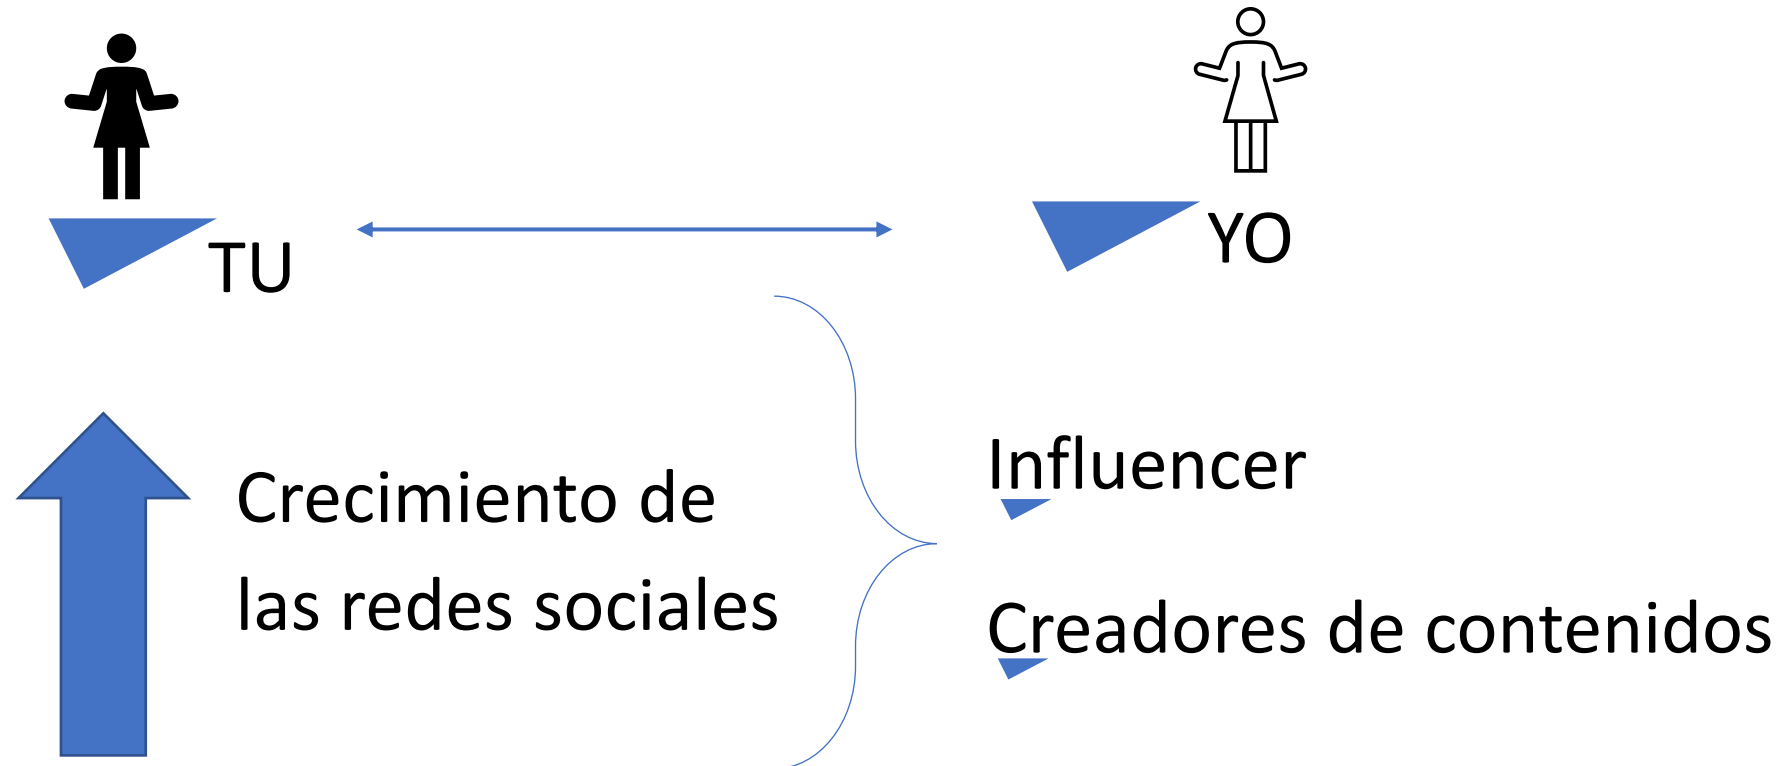 TU
YO
Crecimiento de
las redes sociales
Influencer
Creadores de contenidos